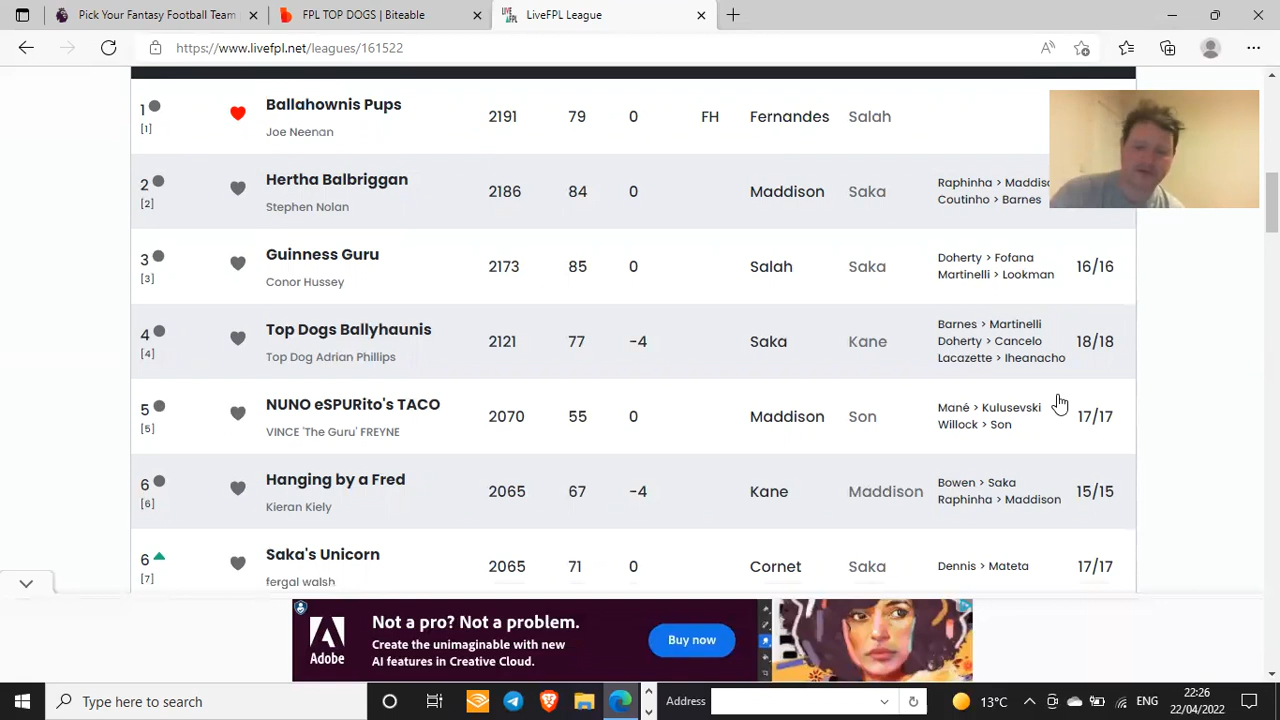 Pick Your Fantasy Football Team
FPL TOP DOGS | Biteable
LiveFPL League
https://www.livefpl.net/leagues/161522
1 [1] Ballahownis Pups Joe Neenan 2191 79 0 FH Fernandes Salah
2 [2] Hertha Balbriggan Stephen Nolan 2186 84 0 Maddison Saka Raphinha > Maddiso
Coutinho > Barnes
3 [3] Guinness Guru Conor Hussey 2173 85 0 Salah Saka Doherty > Fofana
Martinelli > Lookman 16/16
4 [4] Top Dogs Ballyhaunis Top Dog Adrian Phillips 2121 77 -4 Saka Kane Barnes > Martinelli
Doherty > Cancelo
Lacazette > Iheanacho 18/18
5 [5] NUNO eSPURito's TACO VINCE 'The Guru' FREYNE 2070 55 0 Maddison Son Mané > Kulusevski
Willock > Son 17/17
6 [6] Hanging by a Fred Kieran Kiely 2065 67 -4 Kane Maddison Bowen > Saka
Raphinha > Maddison 15/15
6 [7] Saka's Unicorn fergal walsh 2065 71 0 Cornet Saka Dennis > Mateta 17/17
Adobe
Not a pro? Not a problem.
Create the unimaginable with new
AI features in Creative Cloud.
Buy now
Type here to search
Address
13°C
ENG
22:26
22/04/2022